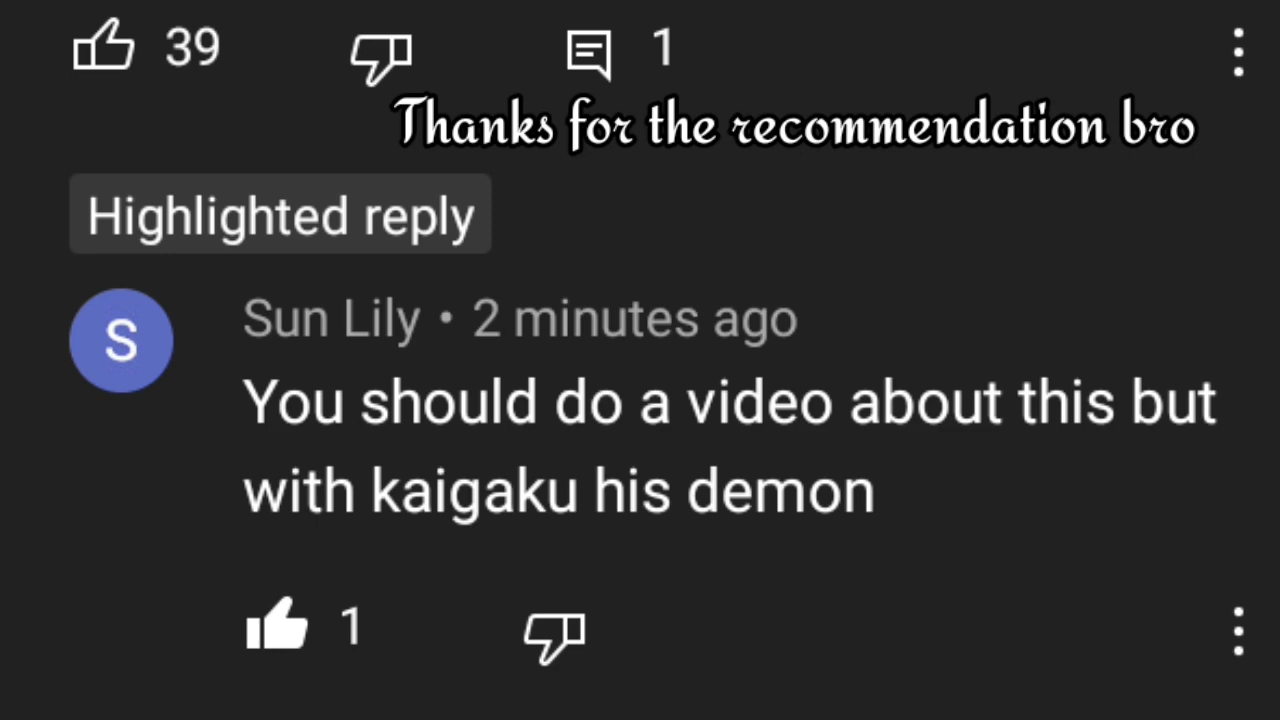 39 1
Thanks for the recommendation bro
Highlighted reply
S
Sun Lily • 2 minutes ago
You should do a video about this but
with kaigaku his demon
1